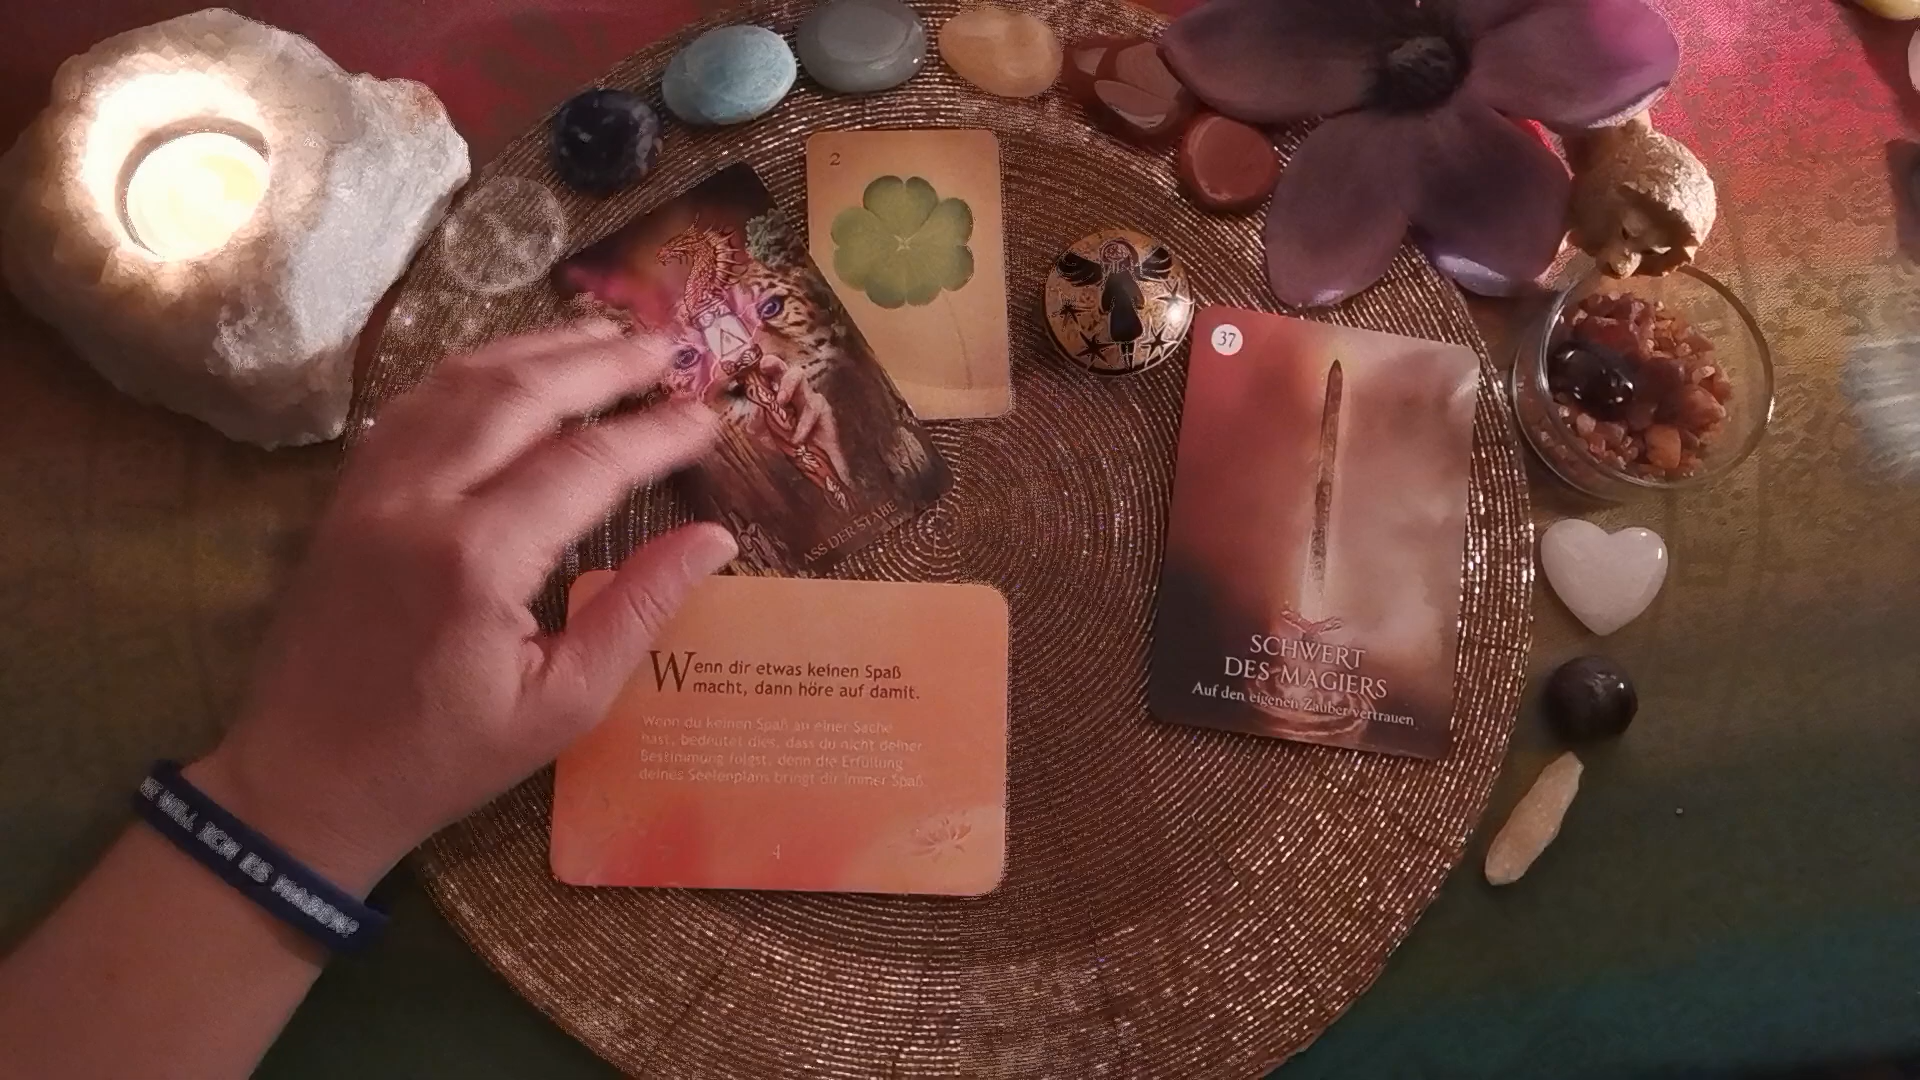 2
ASS DER STÄBE
37
SCHWERT
DES MAGIERS
Auf den eigenen Zauber vertrauen
Wenn dir etwas keinen Spaß
macht, dann höre auf damit.
Wenn du keinen Spaß an einer Sache
hast, bedeutet dies, dass du nicht deiner
Bestimmung folgst, denn die Erfüllung
deines Seelenplans bringt dir immer Spaß.
4
WILL ICH ES